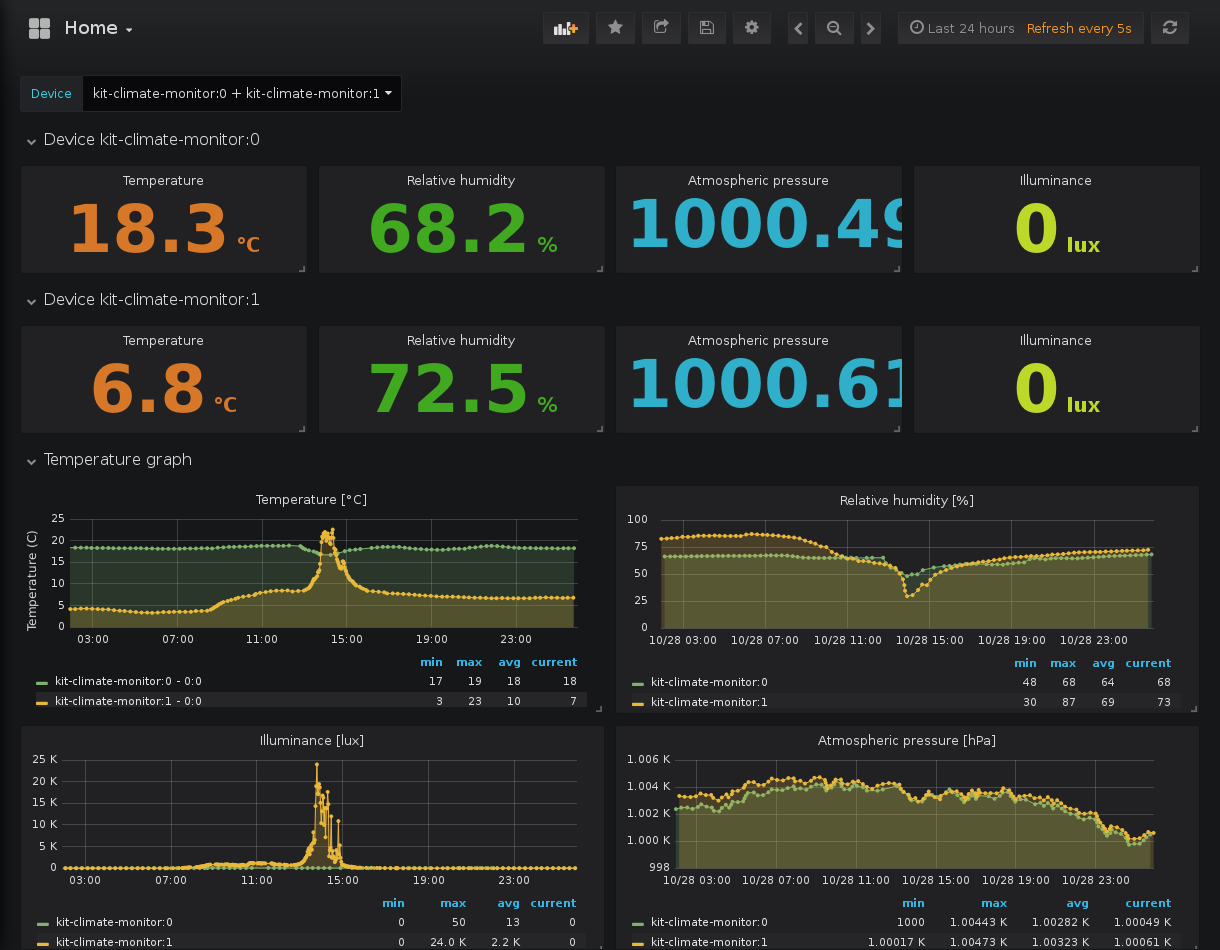 Home
Last 24 hours Refresh every 5s
Device kit-climate-monitor:0 + kit-climate-monitor:1
Device kit-climate-monitor:0
Temperature Relative humidity Atmospheric pressure Illuminance
18.3 °C 68.2 % 1000.49 0 lux
Device kit-climate-monitor:1
Temperature Relative humidity Atmospheric pressure Illuminance
6.8 °C 72.5 % 1000.61 0 lux
Temperature graph
Temperature [°C]
Temperature (C)
25
20
15
10
5
0
03:00 07:00 11:00 15:00 19:00 23:00
min max avg current
kit-climate-monitor:0 - 0:0 17 19 18 18
kit-climate-monitor:1 - 0:0 3 23 10 7
Relative humidity [%]
100
75
50
25
0
10/28 03:00 10/28 07:00 10/28 11:00 10/28 15:00 10/28 19:00 10/28 23:00
min max avg current
kit-climate-monitor:0 48 68 64 68
kit-climate-monitor:1 30 87 69 73
Illuminance [lux]
25 K
20 K
15 K
10 K
5 K
0
03:00 07:00 11:00 15:00 19:00 23:00
min max avg current
kit-climate-monitor:0 0 50 13 0
kit-climate-monitor:1 0 24.0 K 2.2 K 0
Atmospheric pressure [hPa]
1.006 K
1.004 K
1.002 K
1.000 K
998
10/28 03:00 10/28 07:00 10/28 11:00 10/28 15:00 10/28 19:00 10/28 23:00
min max avg current
kit-climate-monitor:0 1000 1.00443 K 1.00282 K 1.00049 K
kit-climate-monitor:1 1.00017 K 1.00473 K 1.00323 K 1.00061 K